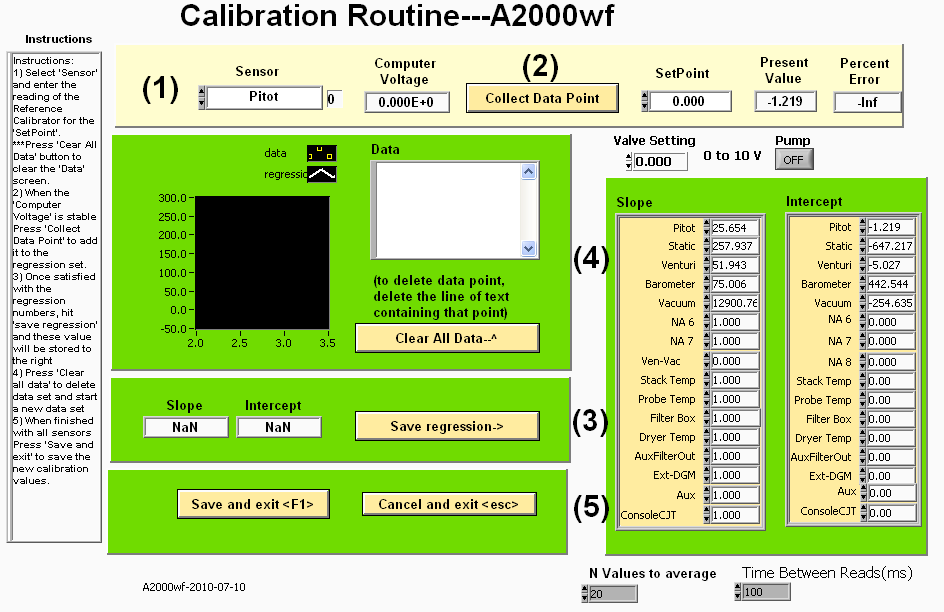 Calibration Routine---A2000wf
Instructions
Instructions:
1) Select 'Sensor'
and enter the
reading of the
Reference
Calibrator for the
'SetPoint'.
***Press 'Cear All
Data' button to
clear the 'Data'
screen.
2) When the
'Computer
Voltage' is stable
Press 'Collect
Data Point' to add
it to the
regression set.
3) Once satisfied
with the
regression
numbers, hit
'save regression'
and these value
will be stored to
the right
4) Press 'Clear
all data' to delete
data set and start
a new data set
5) When finished
with all sensors
Press 'Save and
exit' to save the
new calibration
values.
(1)
Sensor
Pitot
0
Computer
Voltage
0.000E+0
(2)
Collect Data Point
SetPoint
0.000
Present
Value
-1.219
Percent
Error
-Inf
data
regressic
300.0
250.0
200.0
150.0
100.0
50.0
0.0
-50.0
2.0 2.5 3.0 3.5
Data
(to delete data point,
delete the line of text
containing that point)
Clear All Data--^
Valve Setting
0.000
0 to 10 V
Pump
OFF
(4)
Slope
Pitot 25.654
Static 257.937
Venturi 51.943
Barometer 75.006
Vacuum 12900.76
NA 6 1.000
NA 7 1.000
Ven-Vac 0.000
Stack Temp 1.000
Probe Temp 1.000
Filter Box 1.000
Dryer Temp 1.000
AuxFilterOut 1.000
Ext-DGM 1.000
Aux 1.000
ConsoleCJT 1.000
Intercept
Pitot -1.219
Static -647.217
Venturi -5.027
Barometer 442.544
Vacuum -254.635
NA 6 0.000
NA 7 0.000
NA 8 0.000
Stack Temp 0.00
Probe Temp 0.00
Filter Box 0.00
Dryer Temp 0.00
AuxFilterOut 0.00
Ext-DGM 0.00
Aux 0.00
ConsoleCJT 0.00
Slope
NaN
Intercept
NaN
Save regression->
(3)
Save and exit <F1>
Cancel and exit <esc>
(5)
A2000wf-2010-07-10
N Values to average
20
Time Between Reads(ms)
100